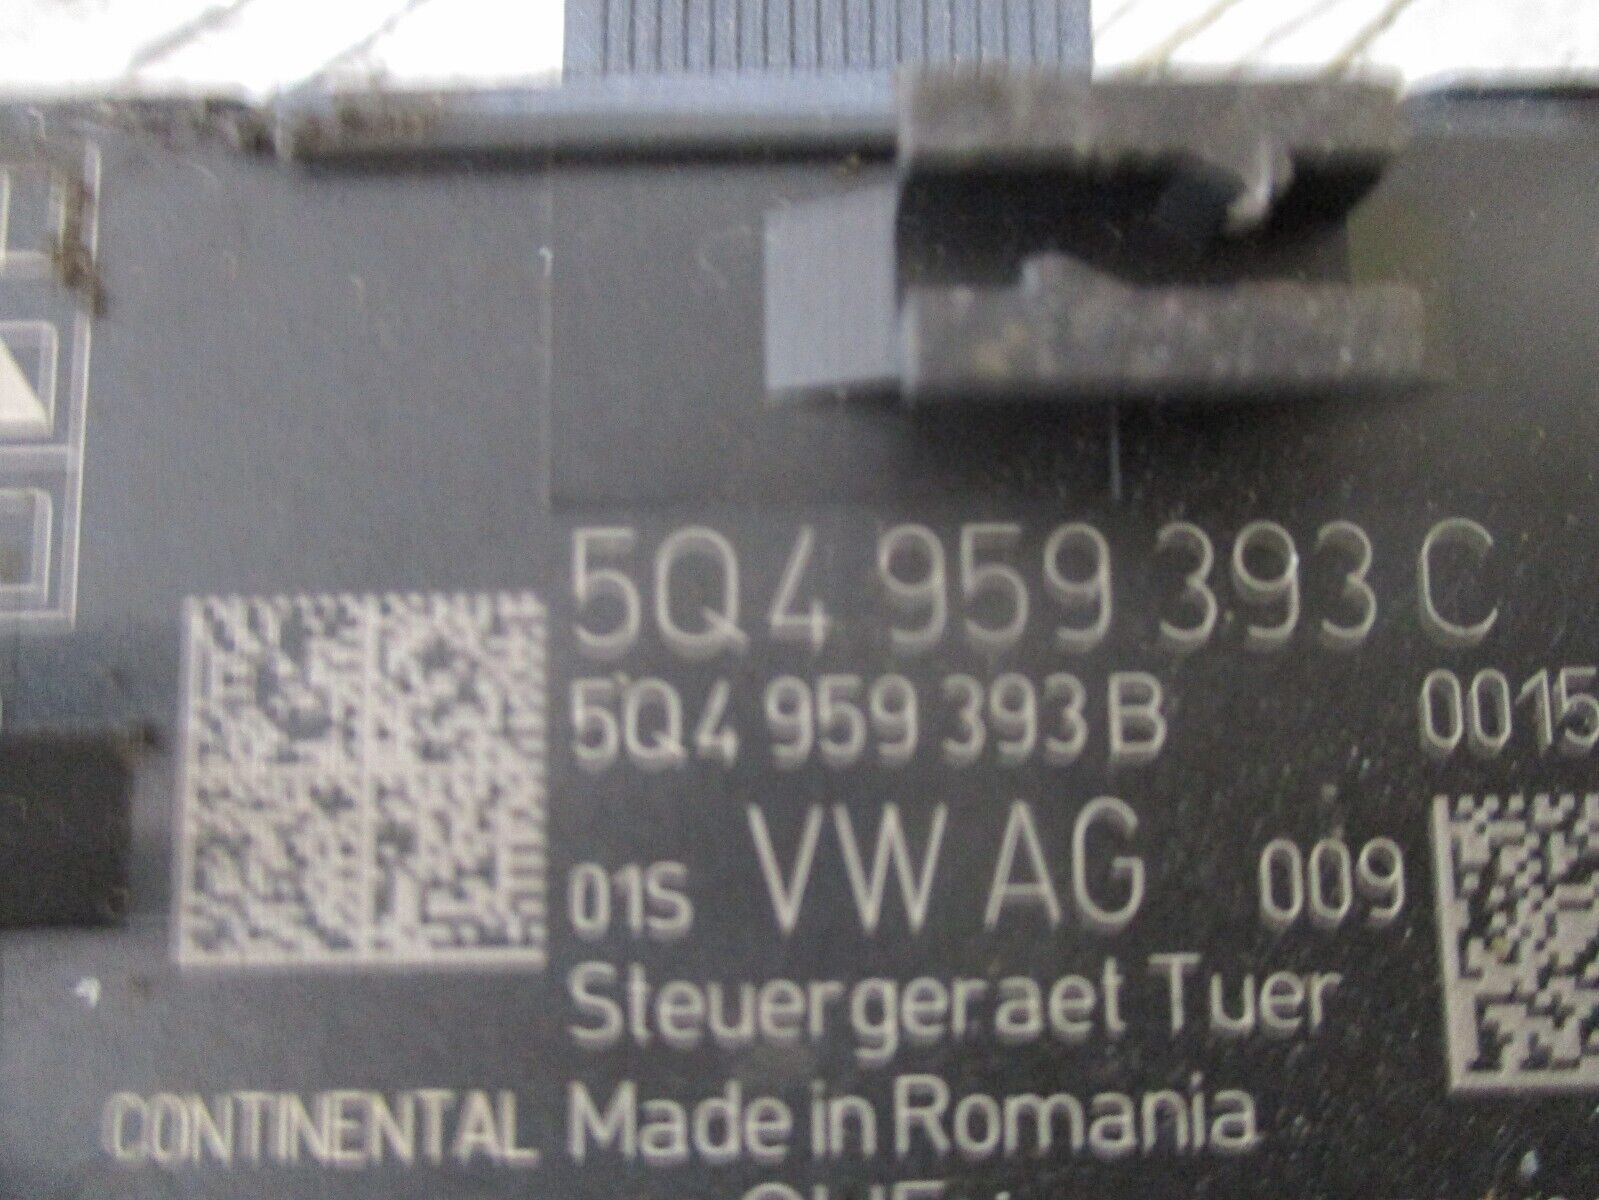 5Q4 959 393 C
5Q4 959 393 B 0015
01S VW AG 009
Steuergeraet Tuer
CONTINENTAL Made in Romania